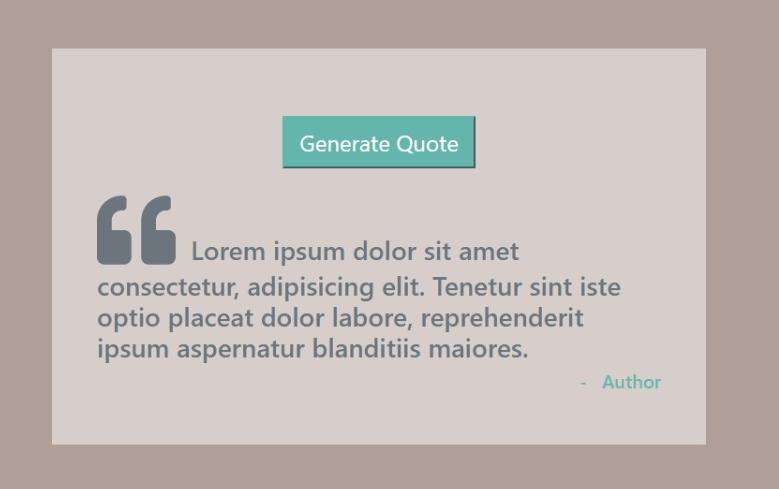 Generate Quote
Lorem ipsum dolor sit amet
consectetur, adipisicing elit. Tenetur sint iste
optio placeat dolor labore, reprehenderit
ipsum aspernatur blanditiis maiores.
- Author